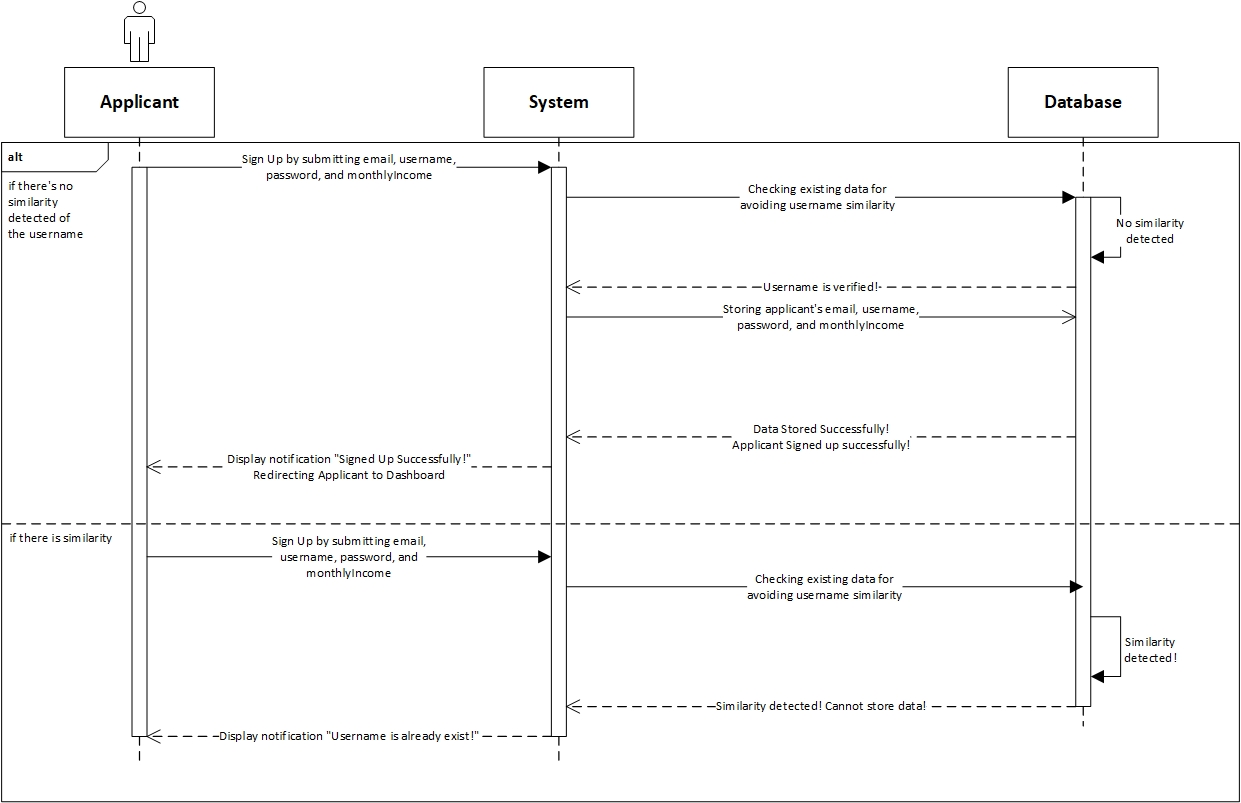 Applicant
System
Database
alt
if there's no
similarity
detected of
the username
Sign Up by submitting email, username,
password, and monthlyIncome
Checking existing data for
avoiding username similarity
No similarity
detected
Username is verified!
Storing applicant's email, username,
password, and monthlyIncome
Data Stored Successfully!
Applicant Signed up successfully!
Display notification "Signed Up Successfully!"
Redirecting Applicant to Dashboard
if there is similarity
Sign Up by submitting email,
username, password, and
monthlyIncome
Checking existing data for
avoiding username similarity
Similarity
detected!
Similarity detected! Cannot store data!
Display notification "Username is already exist!"